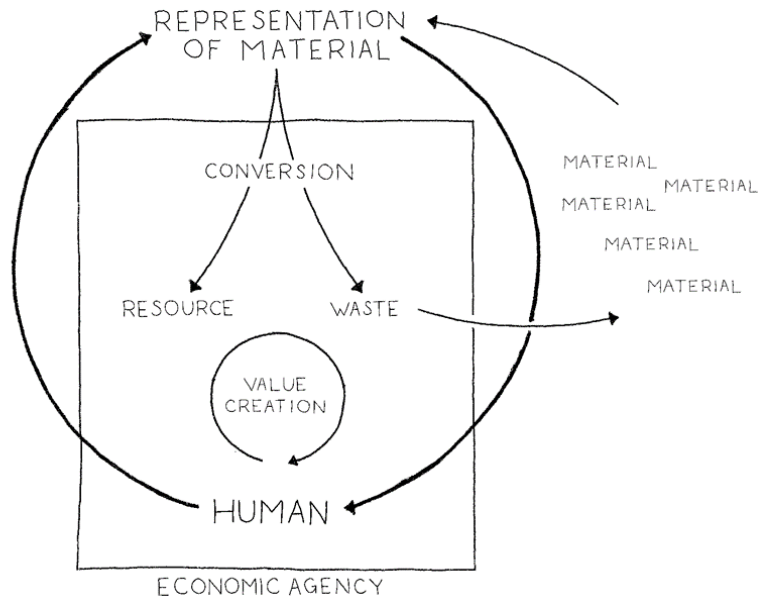 REPRESENTATION
OF MATERIAL
MATERIAL
MATERIAL
MATERIAL
MATERIAL
MATERIAL
CONVERSION
RESOURCE
WASTE
VALUE
CREATION
HUMAN
ECONOMIC AGENCY